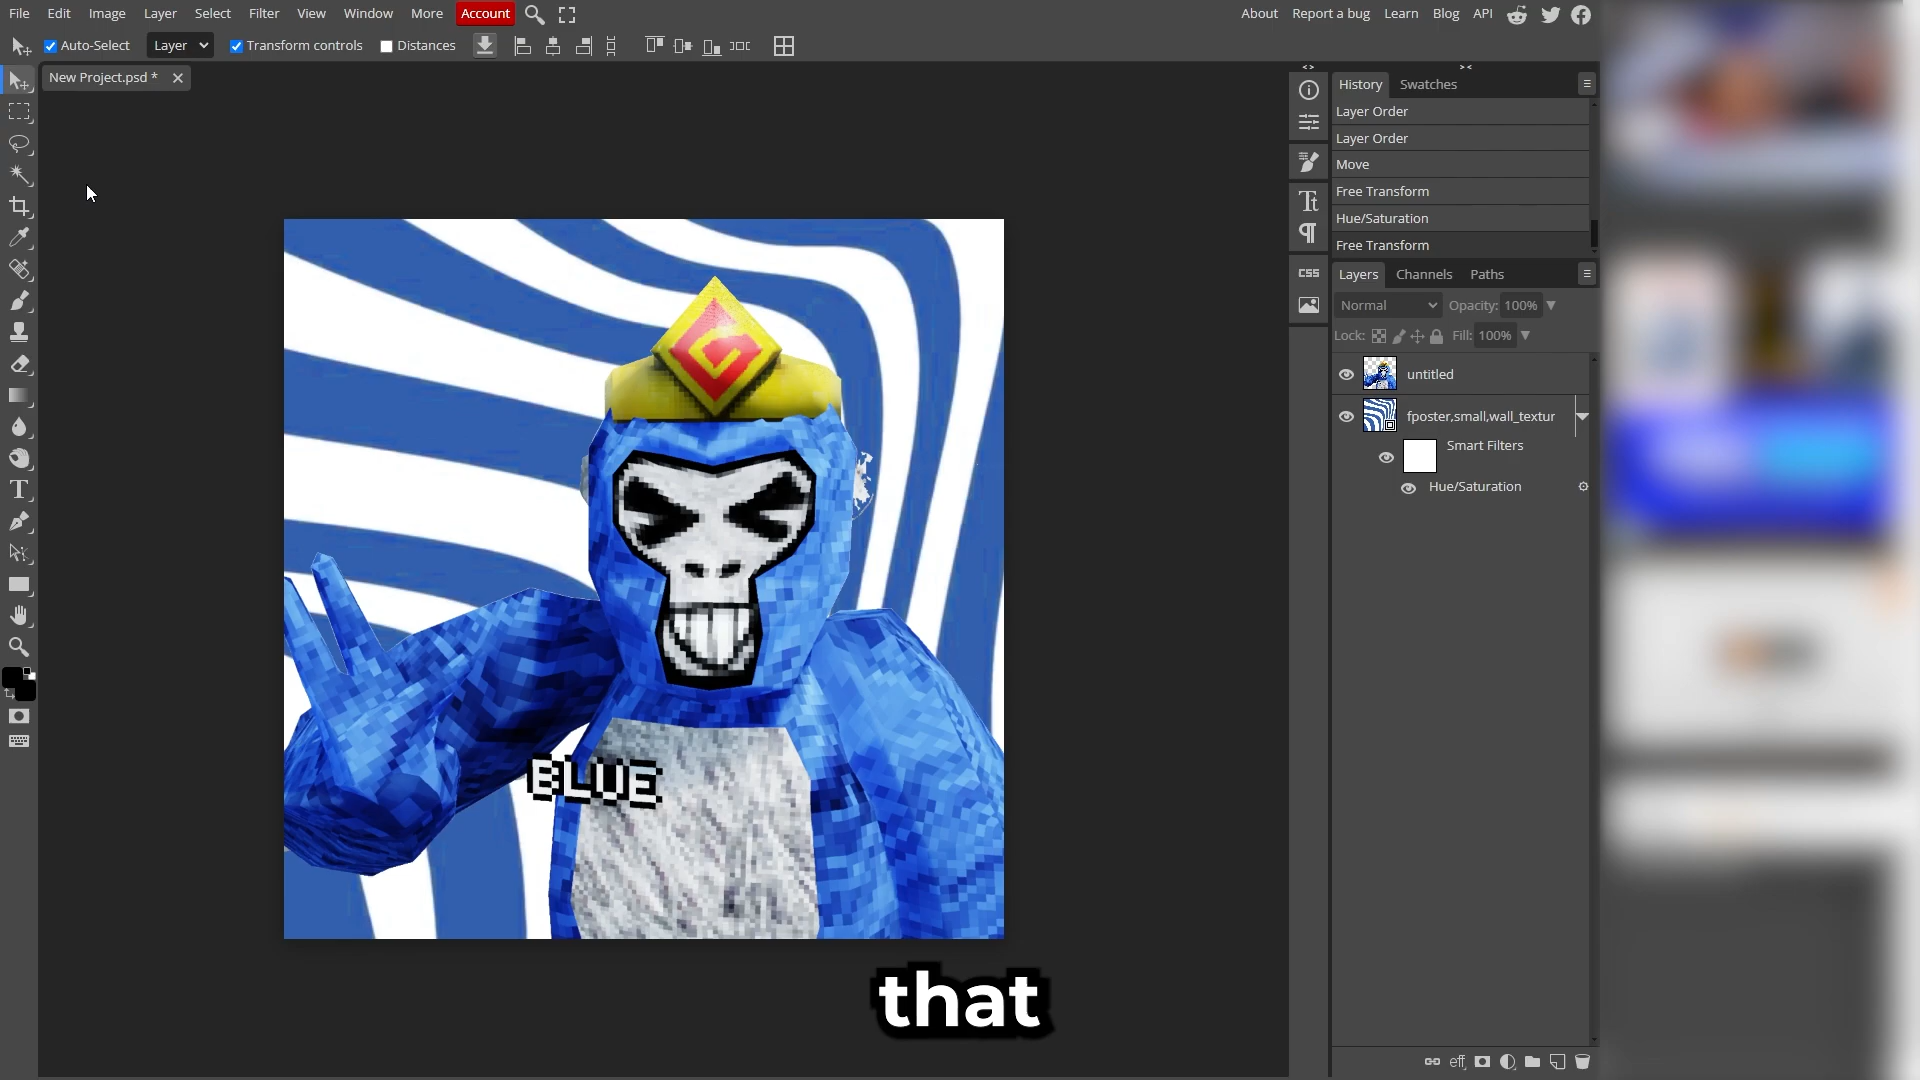 File Edit Image Layer Select Filter View Window More Account About Report a bug Learn Blog API
Auto-Select Layer Transform controls Distances
New Project.psd *
History Swatches
Layer Order
Layer Order
Move
Free Transform
Hue/Saturation
Free Transform
Layers Channels Paths
Normal Opacity: 100%
Lock: Fill: 100%
untitled
fposter,small,wall_textur
Smart Filters
Hue/Saturation
CSS
BLUE
that
eff